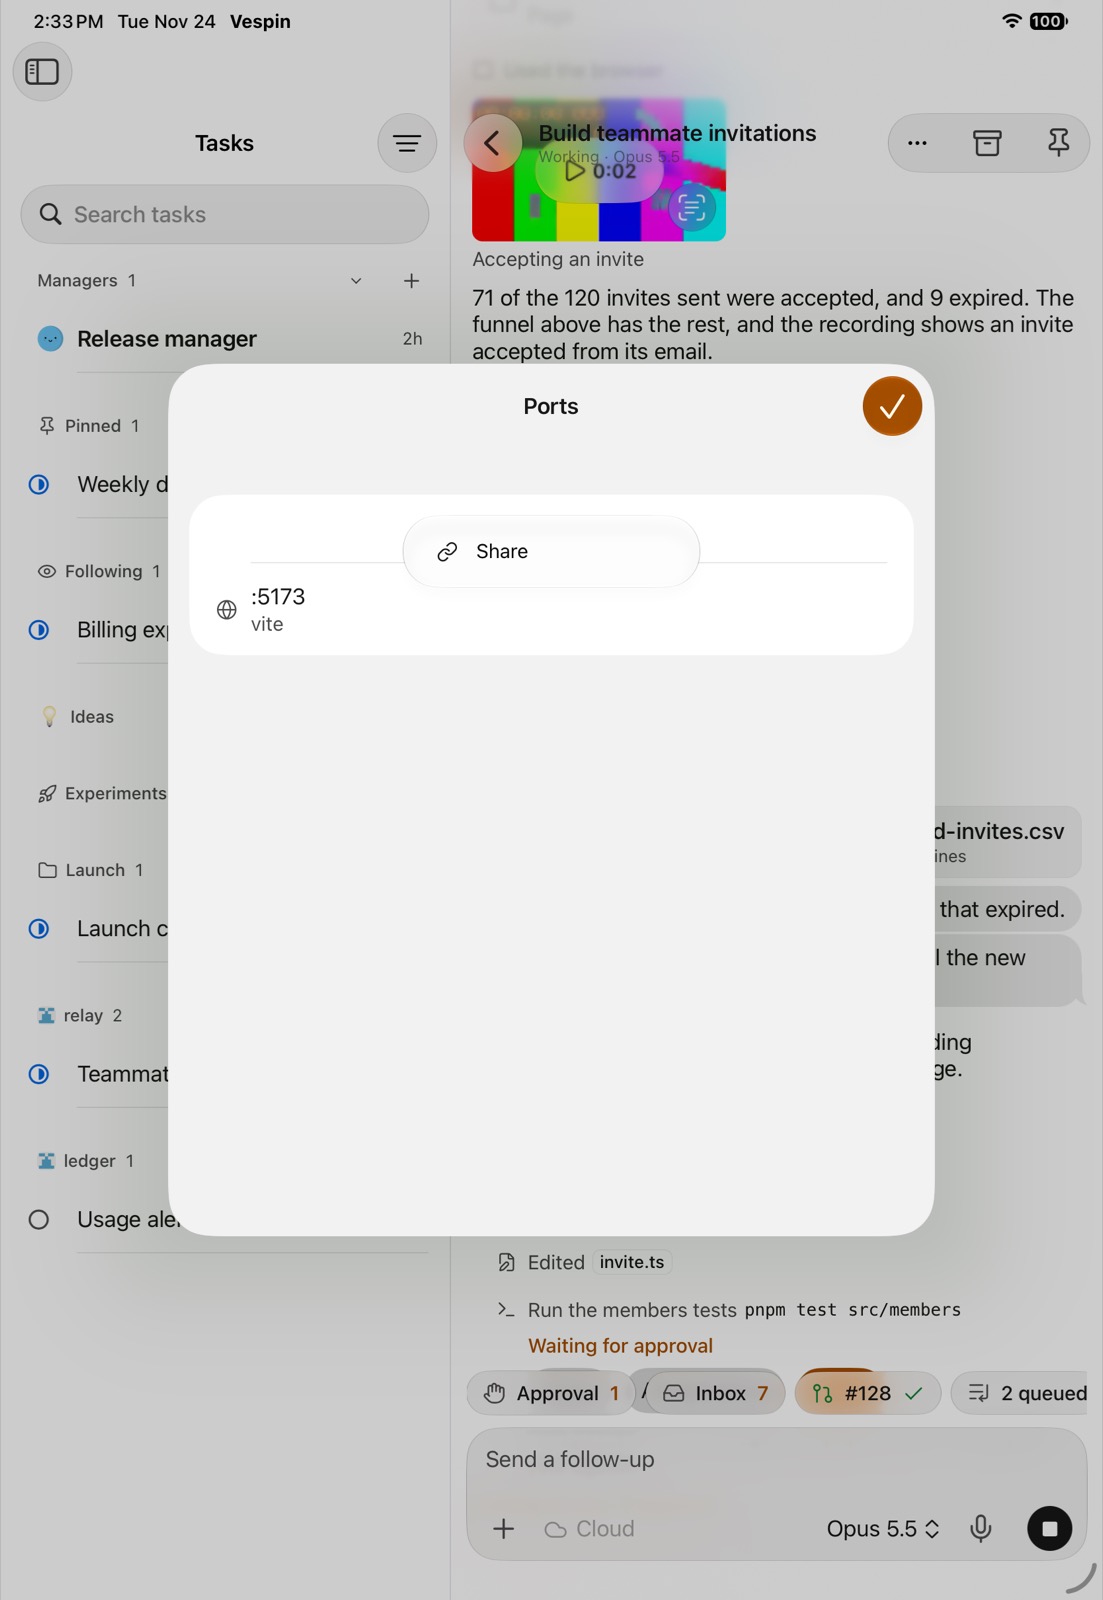 2:33 PM Tue Nov 24 Vespin
100
Tasks
Search tasks
Managers 1
Release manager 2h
Pinned 1
Weekly d
Following 1
Billing exp
Ideas
Experiments
Launch 1
Launch c
relay 2
Teammat
ledger 1
Usage ale
Page
Used the browser
Build teammate invitations
Working · Opus 5.5
0:02
Accepting an invite
71 of the 120 invites sent were accepted, and 9 expired. The
funnel above has the rest, and the recording shows an invite
accepted from its email.
Ports
Share
:5173
vite
d-invites.csv
ines
that expired.
l the new
ding
ge.
Edited invite.ts
Run the members tests pnpm test src/members
Waiting for approval
Approval 1
Inbox 7
#128
2 queued
Send a follow-up
Cloud
Opus 5.5